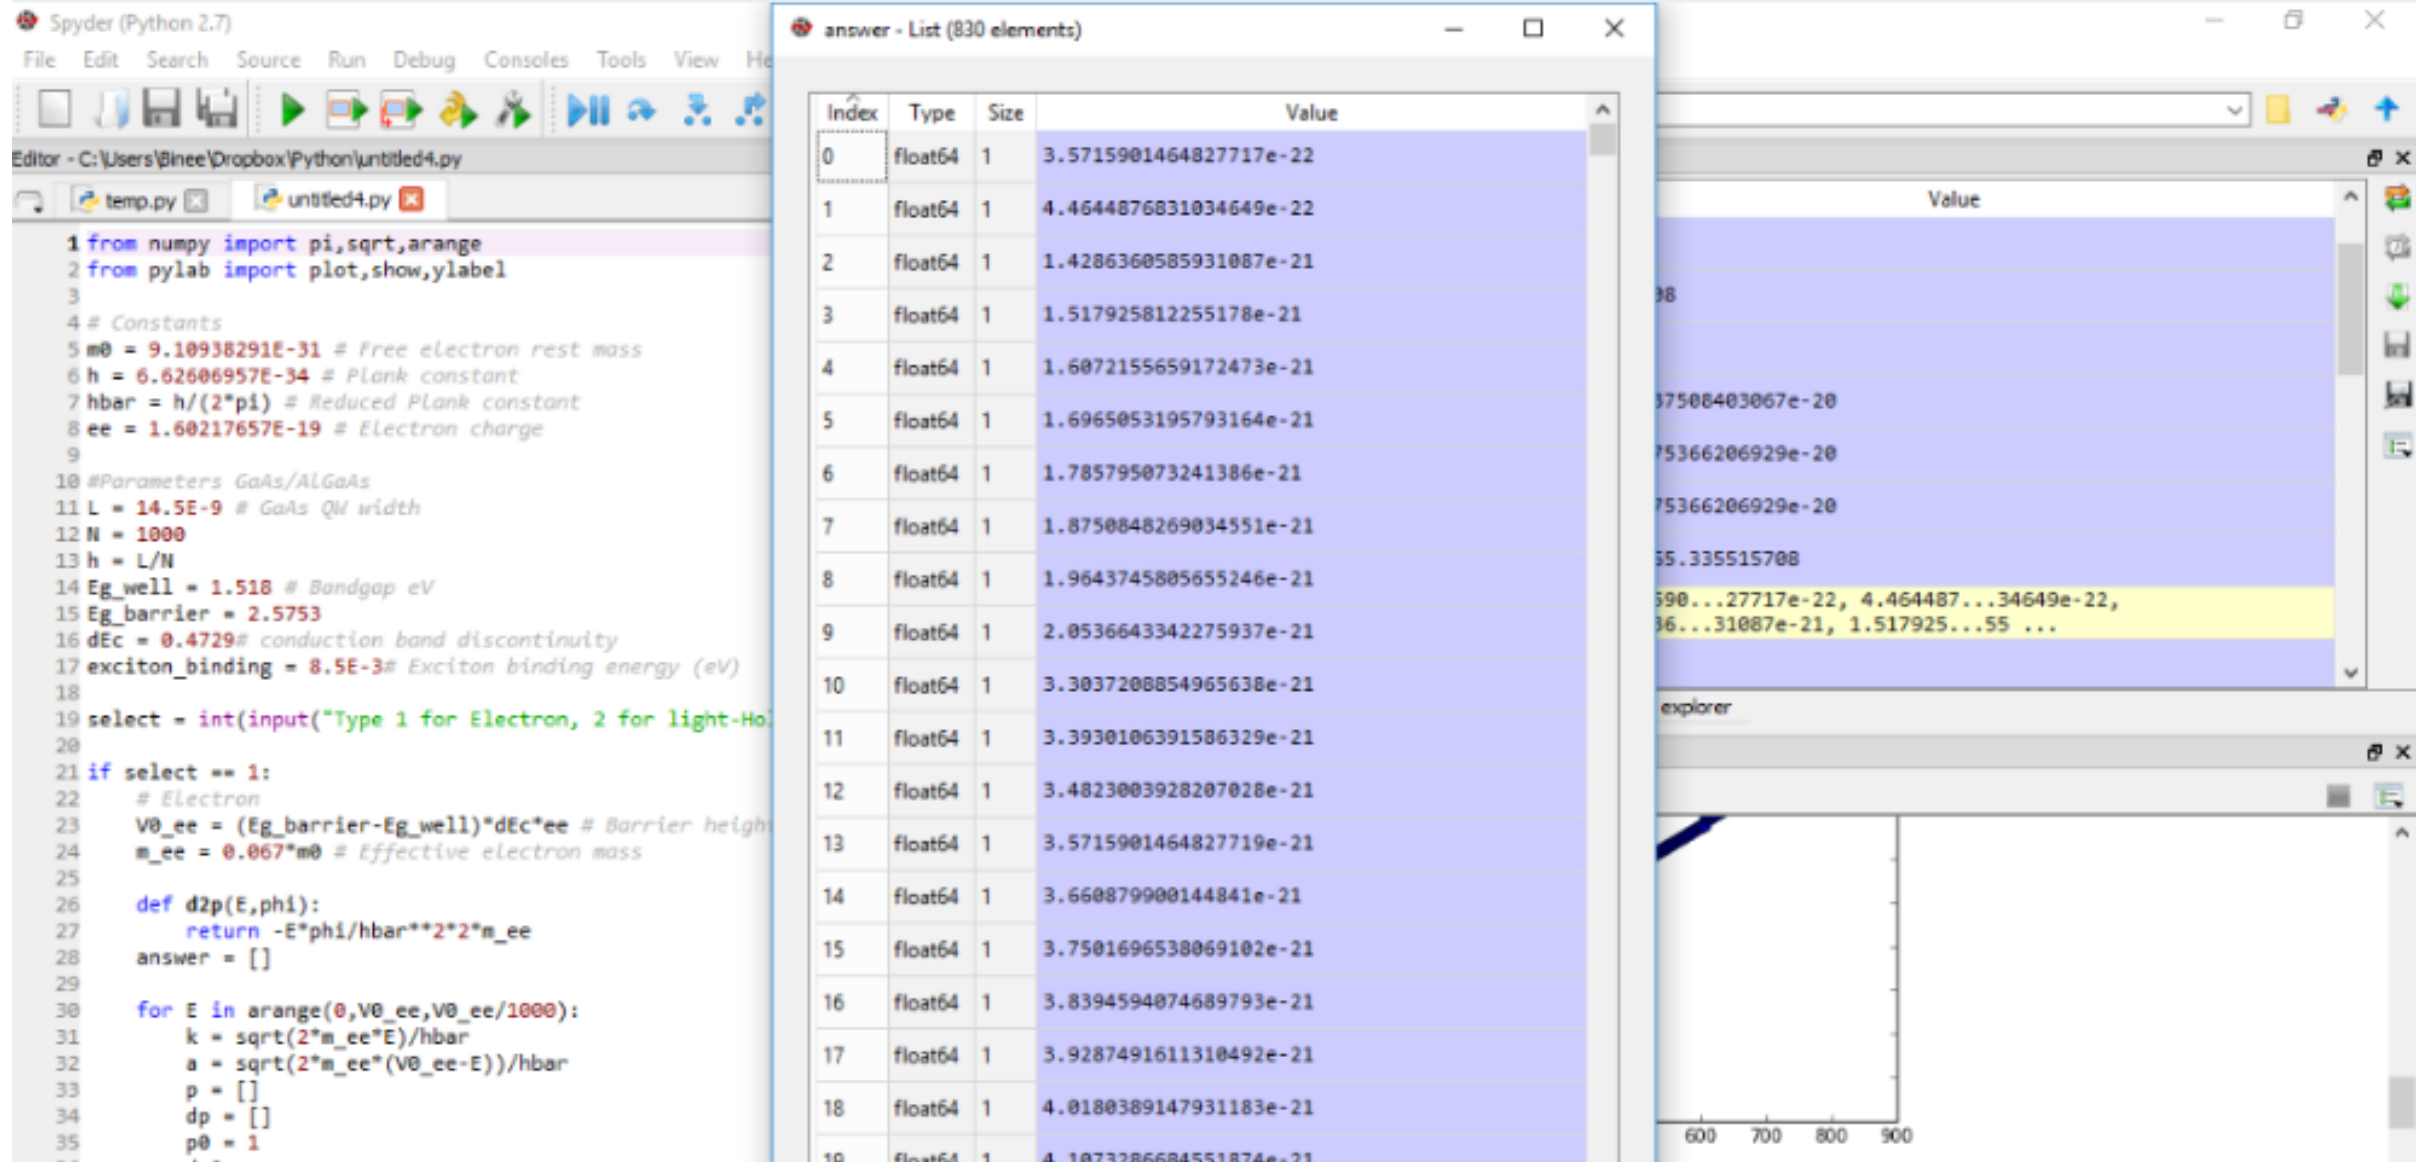 Spyder (Python 2.7)
File Edit Search Source Run Debug Consoles Tools View He
Editor - C:\Users\Binee\Dropbox\Python\untitled4.py
temp.py untitled4.py
1 from numpy import pi,sqrt,arange
2 from pylab import plot,show,ylabel
3
4 # Constants
5 m0 = 9.10938291E-31 # Free electron rest mass
6 h = 6.62606957E-34 # Plank constant
7 hbar = h/(2*pi) # Reduced Plank constant
8 ee = 1.60217657E-19 # Electron charge
9
10 #Parameters GaAs/AlGaAs
11 L = 14.5E-9 # GaAs QW width
12 N = 1000
13 h = L/N
14 Eg_well = 1.518 # Bandgap eV
15 Eg_barrier = 2.5753
16 dEc = 0.4729# conduction band discontinuity
17 exciton_binding = 8.5E-3# Exciton binding energy (eV)
18
19 select = int(input("Type 1 for Electron, 2 for light-Ho
20
21 if select == 1:
22 # Electron
23 V0_ee = (Eg_barrier-Eg_well)*dEc*ee # Barrier heigh
24 m_ee = 0.067*m0 # Effective electron mass
25
26 def d2p(E,phi):
27 return -E*phi/hbar**2*2*m_ee
28 answer = []
29
30 for E in arange(0,V0_ee,V0_ee/1000):
31 k = sqrt(2*m_ee*E)/hbar
32 a = sqrt(2*m_ee*(V0_ee-E))/hbar
33 p = []
34 dp = []
35 p0 = 1
answer - List (830 elements)
Index Type Size Value
0 float64 1 3.5715901464827717e-22
1 float64 1 4.4644876831034649e-22
2 float64 1 1.4286360585931087e-21
3 float64 1 1.517925812255178e-21
4 float64 1 1.6072155659172473e-21
5 float64 1 1.6965053195793164e-21
6 float64 1 1.785795073241386e-21
7 float64 1 1.8750848269034551e-21
8 float64 1 1.9643745805655246e-21
9 float64 1 2.0536643342275937e-21
10 float64 1 3.3037208854965638e-21
11 float64 1 3.3930106391586329e-21
12 float64 1 3.4823003928207028e-21
13 float64 1 3.5715901464827719e-21
14 float64 1 3.660879900144841e-21
15 float64 1 3.7501696538069102e-21
16 float64 1 3.8394594074689793e-21
17 float64 1 3.9287491611310492e-21
18 float64 1 4.0180389147931183e-21
19 float64 1 4.1073286684551874e-21
Value
08
37508403067e-20
75366206929e-20
75366206929e-20
55.335515708
590...27717e-22, 4.464487...34649e-22,
36...31087e-21, 1.517925...55 ...
explorer
600 700 800 900